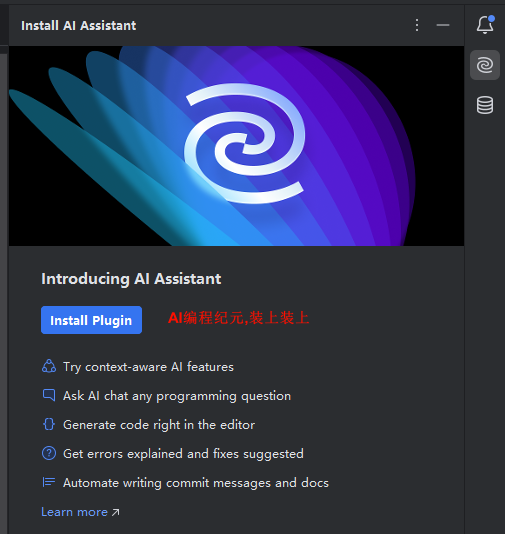 Install AI Assistant
Introducing AI Assistant
Install Plugin
AI编程纪元,装上装上
Try context-aware AI features
Ask AI chat any programming question
Generate code right in the editor
Get errors explained and fixes suggested
Automate writing commit messages and docs
Learn more ↗